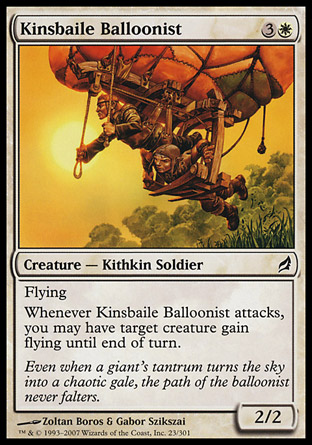 Kinsbaile Balloonist 3
Creature — Kithkin Soldier
Flying
Whenever Kinsbaile Balloonist attacks,
you may have target creature gain
flying until end of turn.
Even when a giant's tantrum turns the sky
into a chaotic gale, the path of the balloonist
never falters.
Zoltan Boros & Gabor Szikszai
™ & © 1993–2007 Wizards of the Coast, Inc. 23/301
2/2